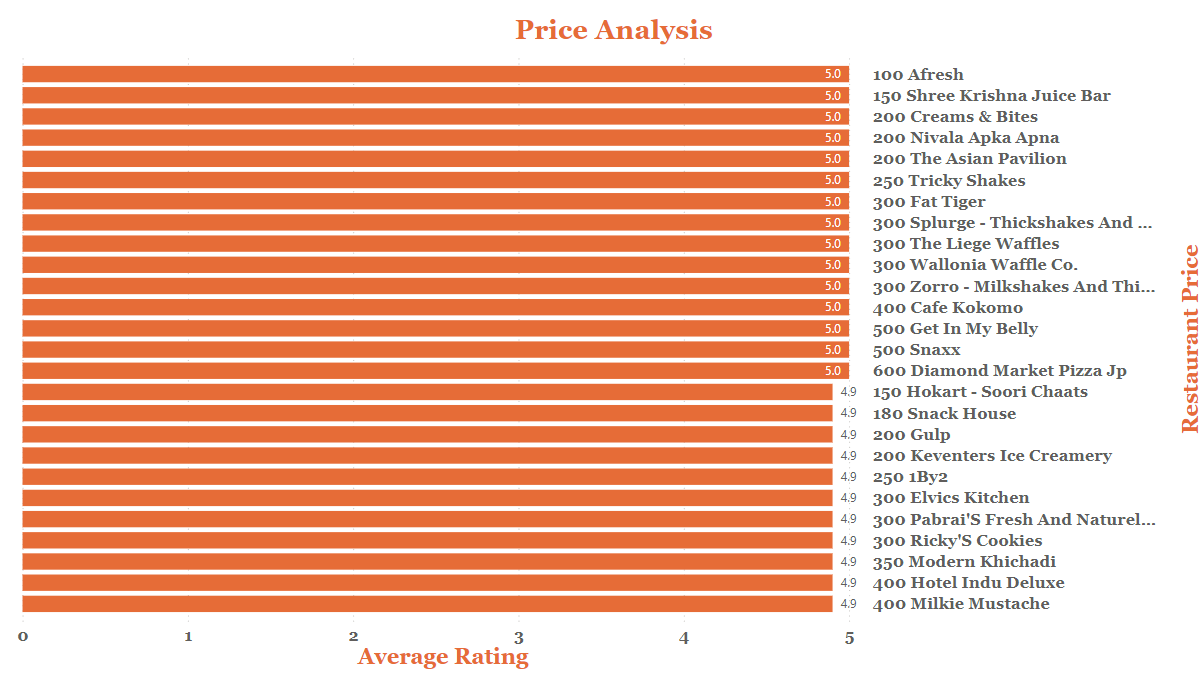 Price Analysis
5.0 100 Afresh
5.0 150 Shree Krishna Juice Bar
5.0 200 Creams & Bites
5.0 200 Nivala Apka Apna
5.0 200 The Asian Pavilion
5.0 250 Tricky Shakes
5.0 300 Fat Tiger
5.0 300 Splurge - Thickshakes And ...
5.0 300 The Liege Waffles
5.0 300 Wallonia Waffle Co.
5.0 300 Zorro - Milkshakes And Thi...
5.0 400 Cafe Kokomo
5.0 500 Get In My Belly
5.0 500 Snaxx
5.0 600 Diamond Market Pizza Jp
4.9 150 Hokart - Soori Chaats
4.9 180 Snack House
4.9 200 Gulp
4.9 200 Keventers Ice Creamery
4.9 250 1By2
4.9 300 Elvics Kitchen
4.9 300 Pabrai'S Fresh And Naturel...
4.9 300 Ricky'S Cookies
4.9 350 Modern Khichadi
4.9 400 Hotel Indu Deluxe
4.9 400 Milkie Mustache
0 1 2 3 4 5
Average Rating
Restaurant Price